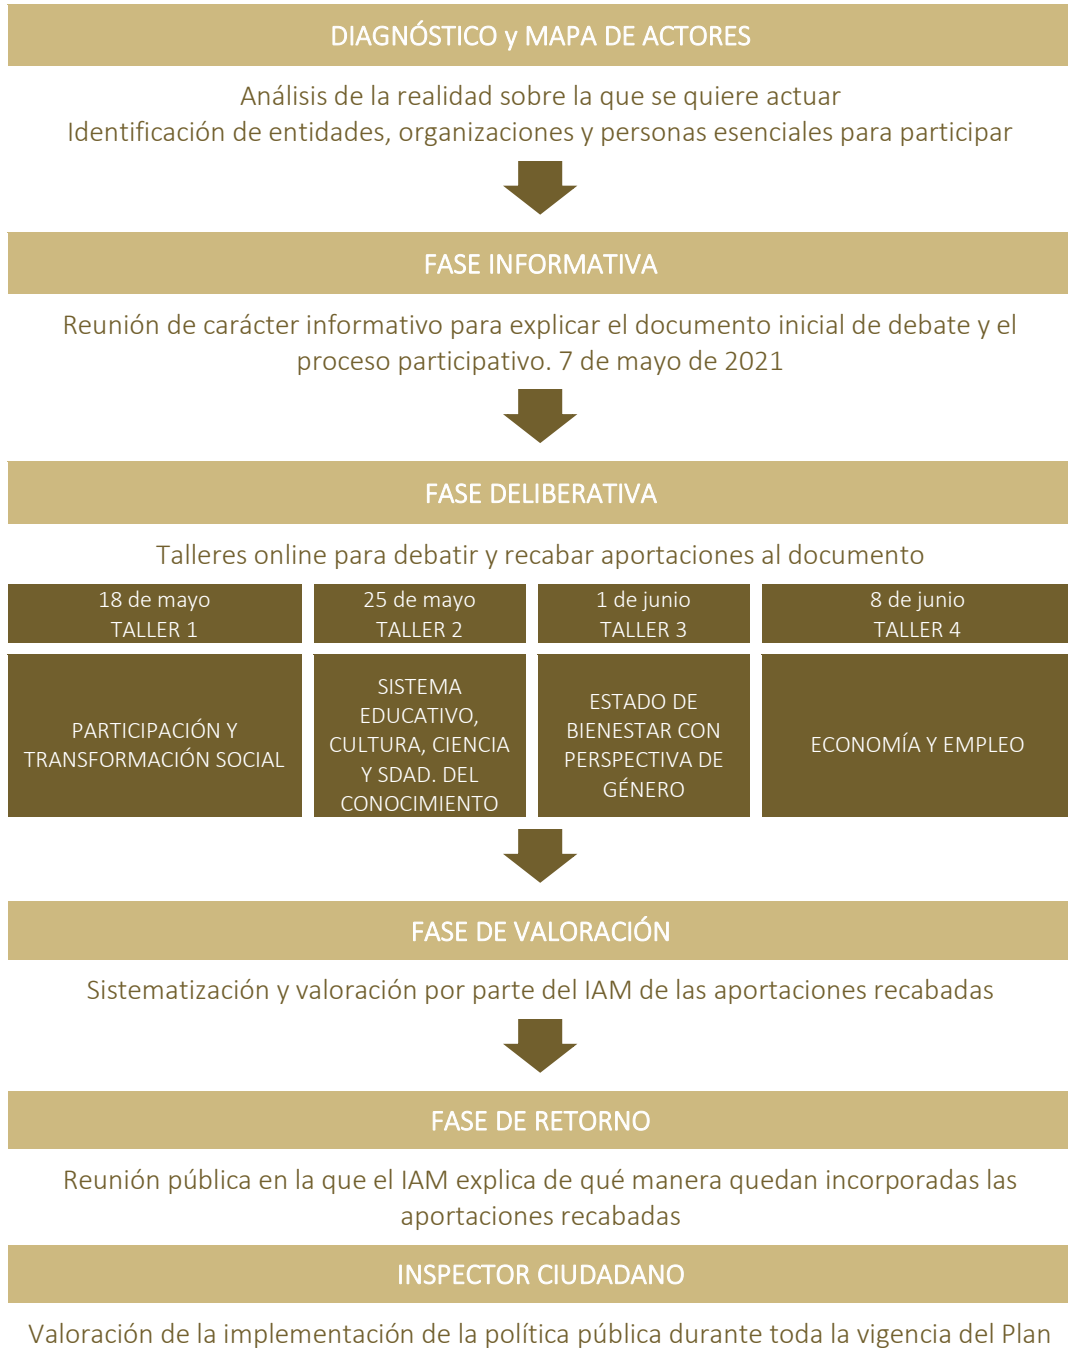 DIAGNÓSTICO y MAPA DE ACTORES
Análisis de la realidad sobre la que se quiere actuar
Identificación de entidades, organizaciones y personas esenciales para participar
FASE INFORMATIVA
Reunión de carácter informativo para explicar el documento inicial de debate y el
proceso participativo. 7 de mayo de 2021
FASE DELIBERATIVA
Talleres online para debatir y recabar aportaciones al documento
18 de mayo
TALLER 1
25 de mayo
TALLER 2
1 de junio
TALLER 3
8 de junio
TALLER 4
PARTICIPACIÓN Y
TRANSFORMACIÓN SOCIAL
SISTEMA
EDUCATIVO,
CULTURA, CIENCIA
Y SDAD. DEL
CONOCIMIENTO
ESTADO DE
BIENESTAR CON
PERSPECTIVA DE
GÉNERO
ECONOMÍA Y EMPLEO
FASE DE VALORACIÓN
Sistematización y valoración por parte del IAM de las aportaciones recabadas
FASE DE RETORNO
Reunión pública en la que el IAM explica de qué manera quedan incorporadas las
aportaciones recabadas
INSPECTOR CIUDADANO
Valoración de la implementación de la política pública durante toda la vigencia del Plan